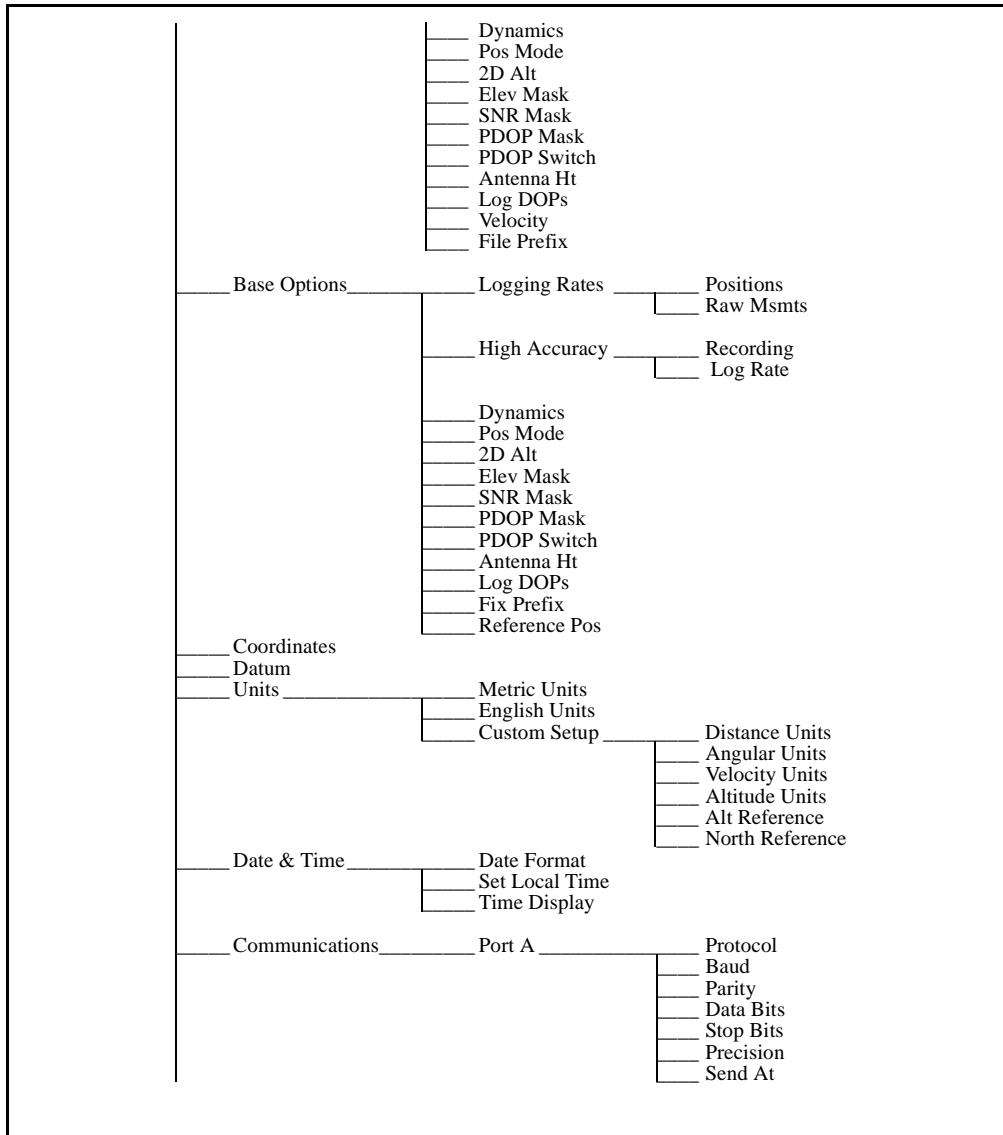 Dynamics
Pos Mode
2D Alt
Elev Mask
SNR Mask
PDOP Mask
PDOP Switch
Antenna Ht
Log DOPs
Velocity
File Prefix
Base Options Logging Rates Positions
Raw Msmts
High Accuracy Recording
Log Rate
Dynamics
Pos Mode
2D Alt
Elev Mask
SNR Mask
PDOP Mask
PDOP Switch
Antenna Ht
Log DOPs
Fix Prefix
Reference Pos
Coordinates
Datum
Units Metric Units
English Units
Custom Setup Distance Units
Angular Units
Velocity Units
Altitude Units
Alt Reference
North Reference
Date & Time Date Format
Set Local Time
Time Display
Communications Port A Protocol
Baud
Parity
Data Bits
Stop Bits
Precision
Send At